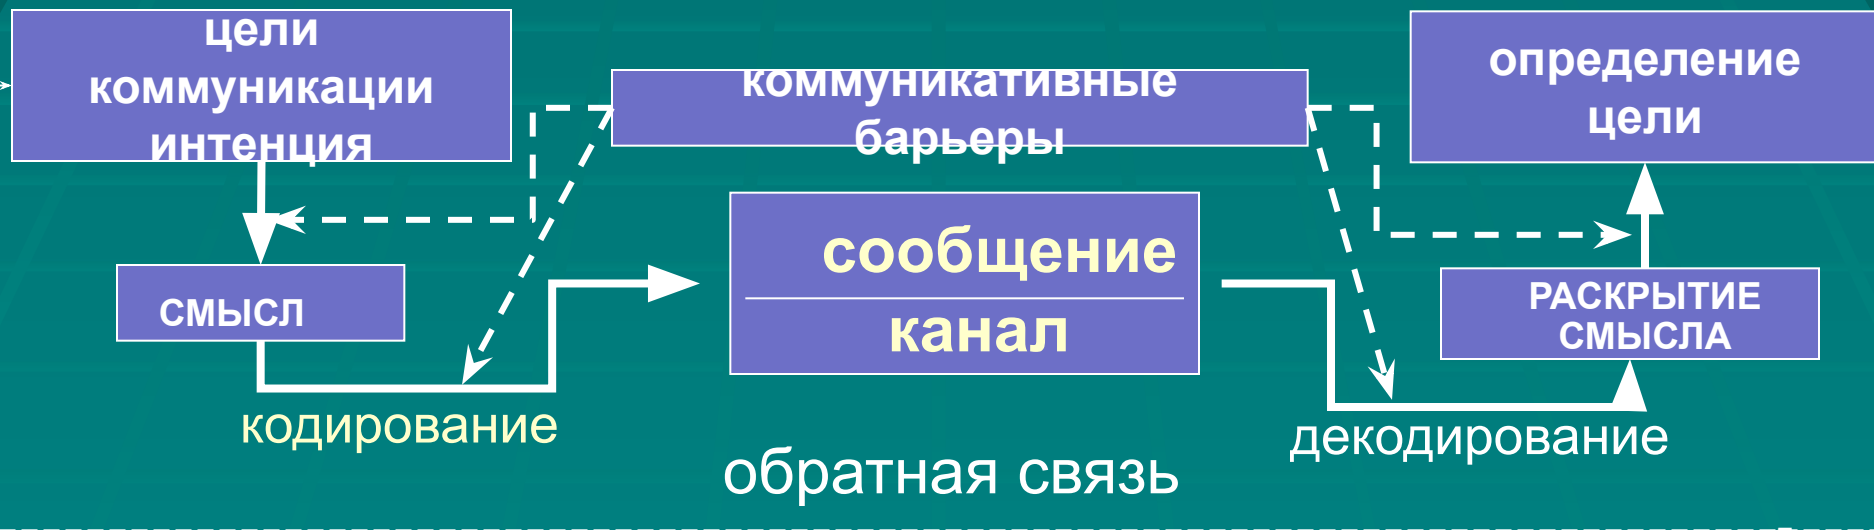 цели
коммуникации
интенция
коммуникативные
барьеры
определение
цели
сообщение
канал
СМЫСЛ
РАСКРЫТИЕ
СМЫСЛА
кодирование
декодирование
обратная связь